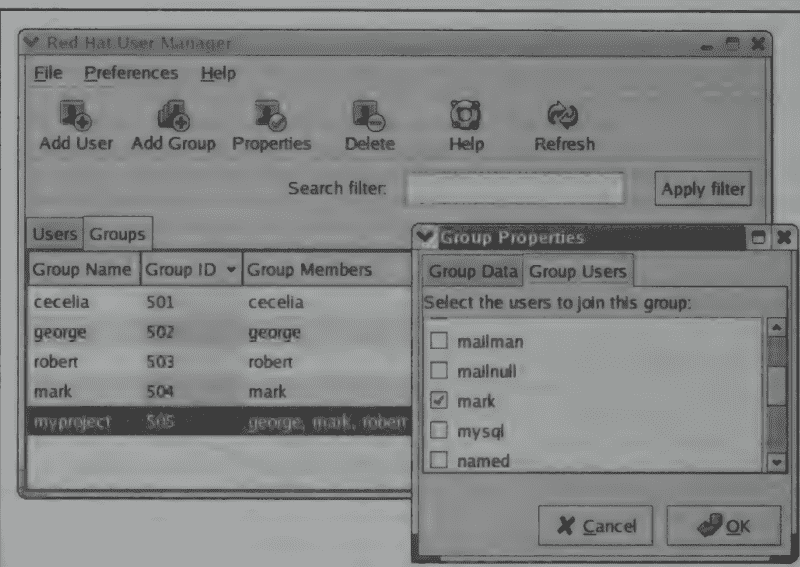 Red Hat User Manager
File Preferences Help
Add User Add Group Properties Delete Help Refresh
Search filter: Apply filter
Users Groups
Group Name Group ID Group Members
cecelia 501 cecelia
george 502 george
robert 503 robert
mark 504 mark
myproject 505 george, mark, robert
Group Properties
Group Data Group Users
Select the users to join this group:
mailman
mailnull
mark
mysql
named
Cancel OK